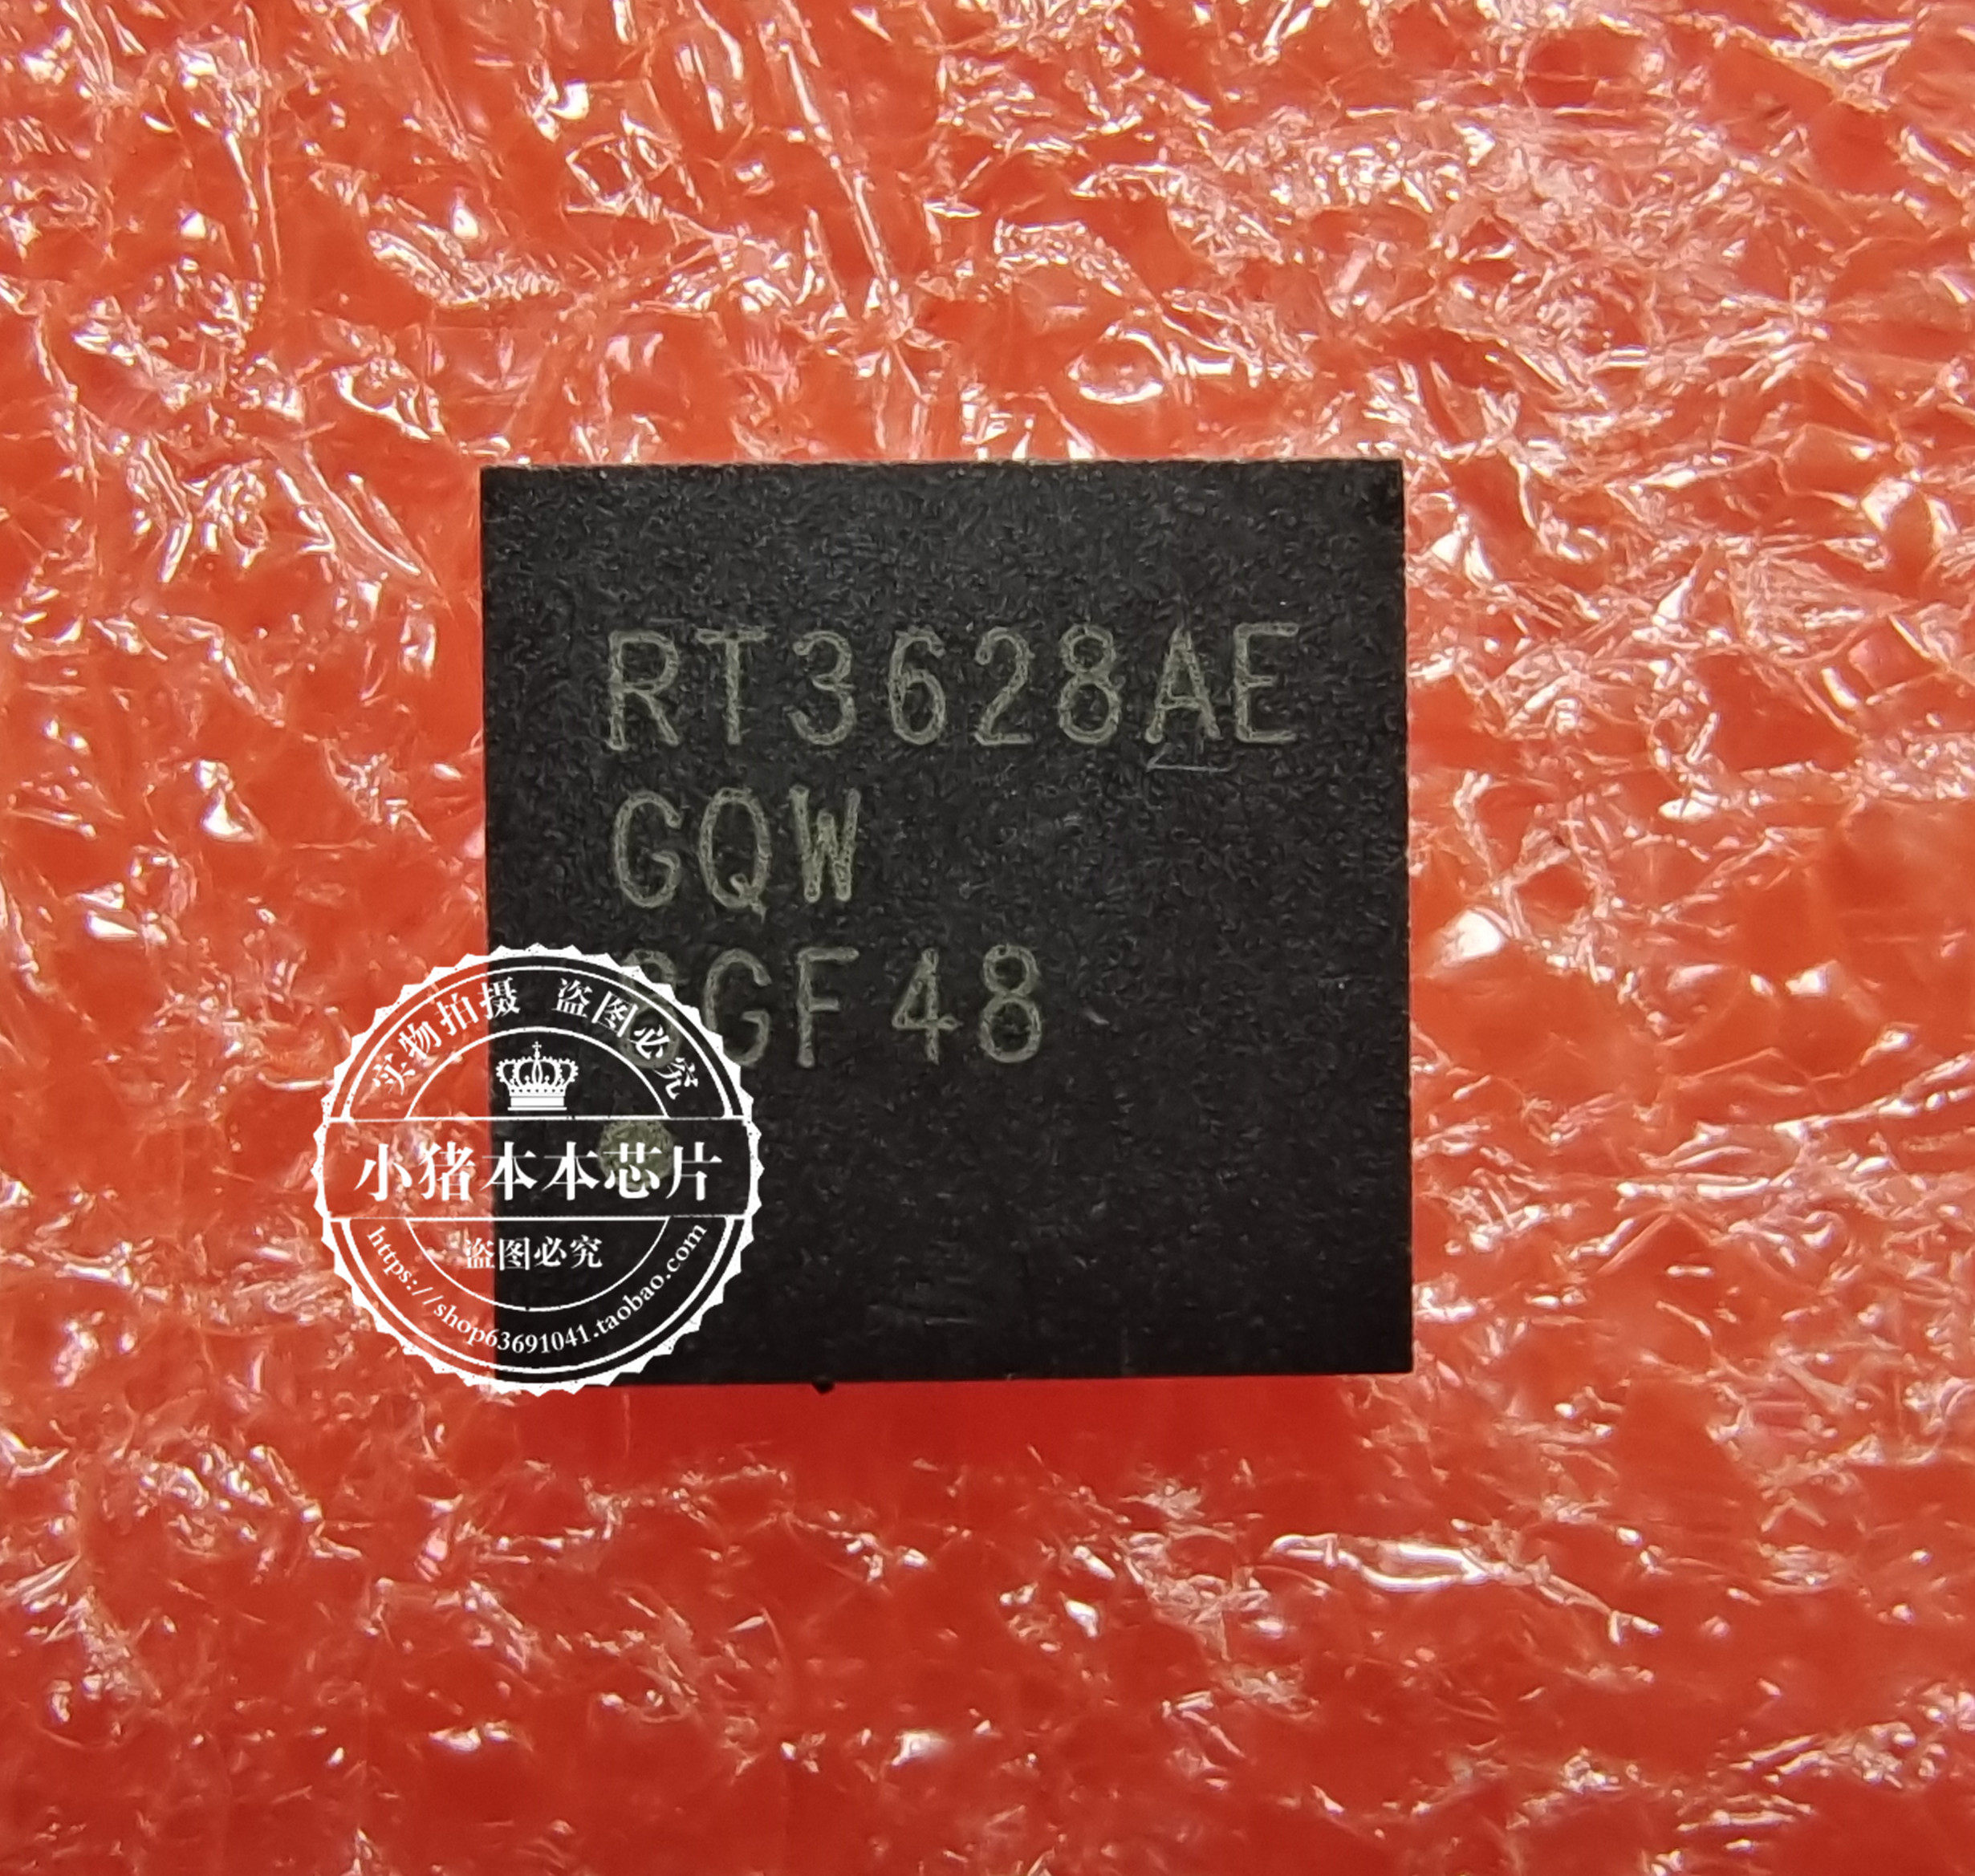 RT3628AE
GQW
GF48
实物拍摄 盗图必究
小猪本本芯片
盗图必究
https://shop63691041.taobao.com